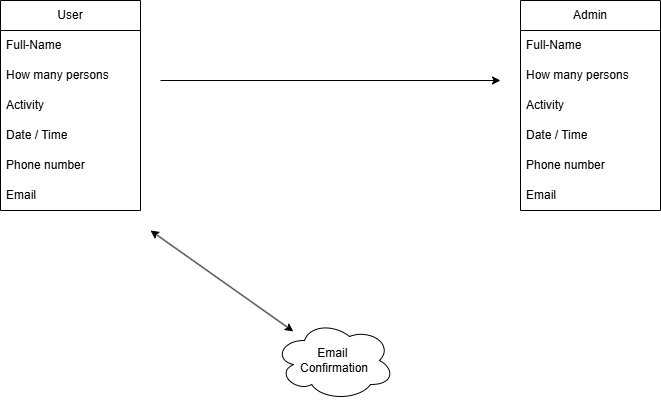 User
Full-Name
How many persons
Activity
Date / Time
Phone number
Email
Admin
Full-Name
How many persons
Activity
Date / Time
Phone number
Email
Email
Confirmation